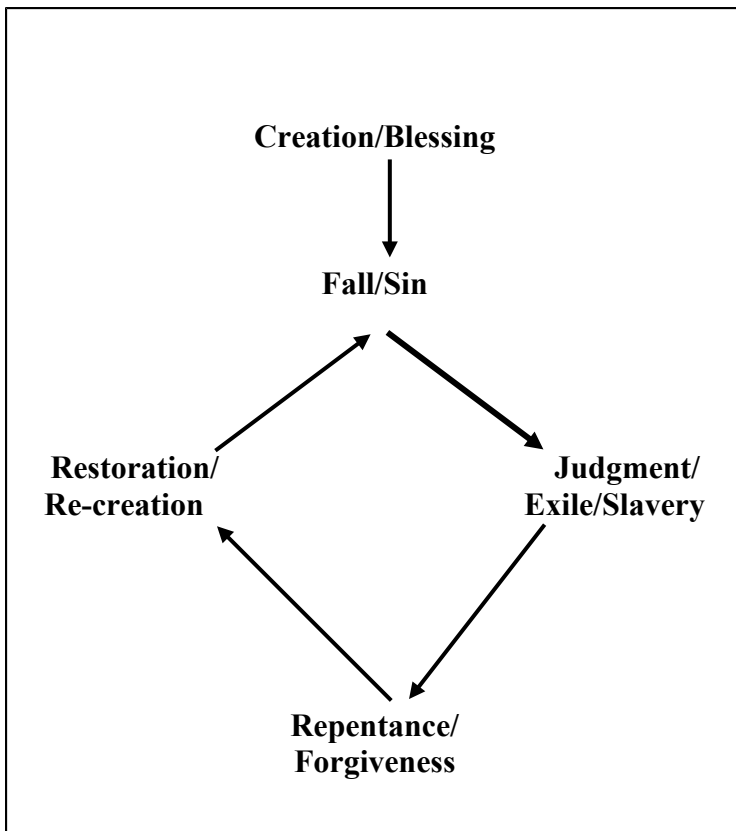 Creation/Blessing
Fall/Sin
Restoration/
Re-creation
Judgment/
Exile/Slavery
Repentance/
Forgiveness